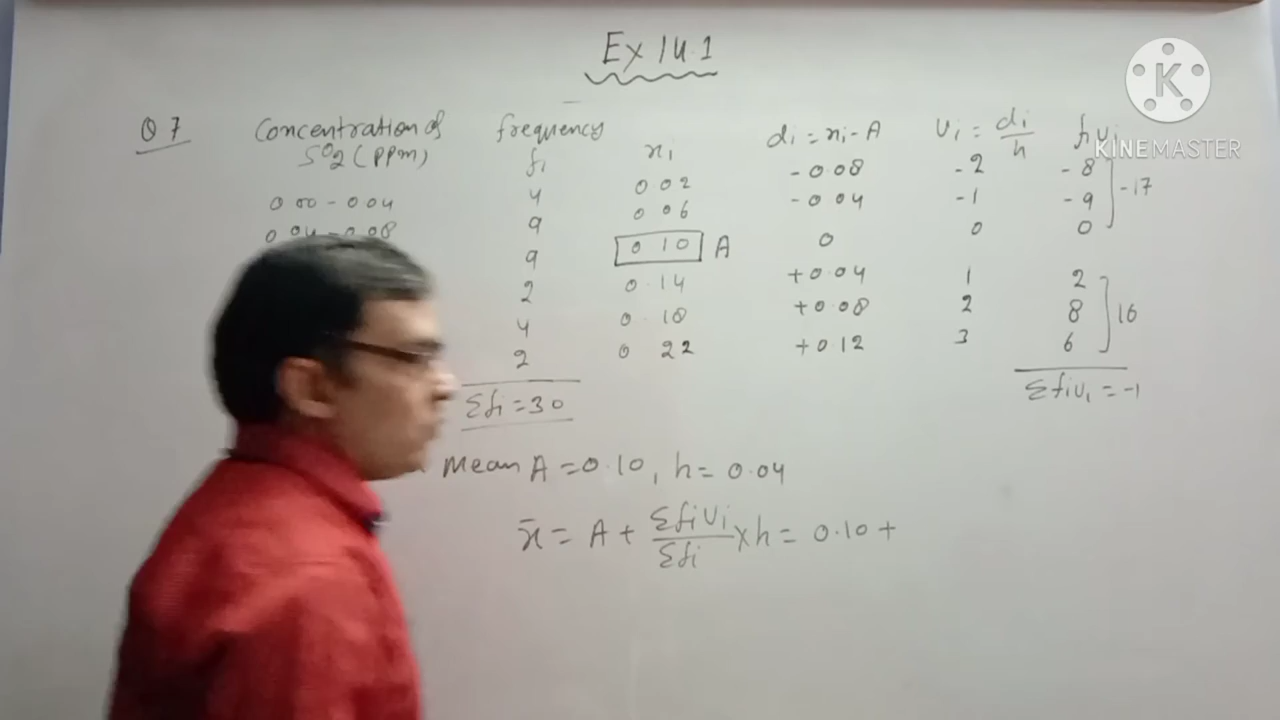 Ex 14.1
K
KINEMASTER
Q 7 Concentration of SO2 (ppm) frequency fi xi di = xi - A ui = di/h fiui
0.00 - 0.04 4 0.02 - 0.08 - 2 - 8
0.04 - 0.08 9 0.06 - 0.04 - 1 - 9 - 17
9 0.10 A 0 0 0
2 0.14 + 0.04 1 2
4 0.18 + 0.08 2 8 16
2 0.22 + 0.12 3 6
Σfi = 30 Σfiui = -1
Mean A = 0.10, h = 0.04
x̄ = A + Σfiui/Σfi × h = 0.10 +